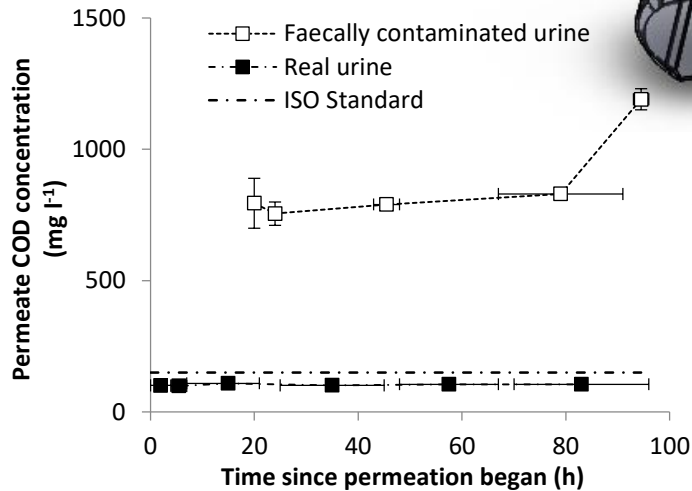 1500
Faecally contaminated urine
Real urine
ISO Standard
1000
Permeate COD concentration
(mg l-1)
500
0
0 20 40 60 80 100
Time since permeation began (h)